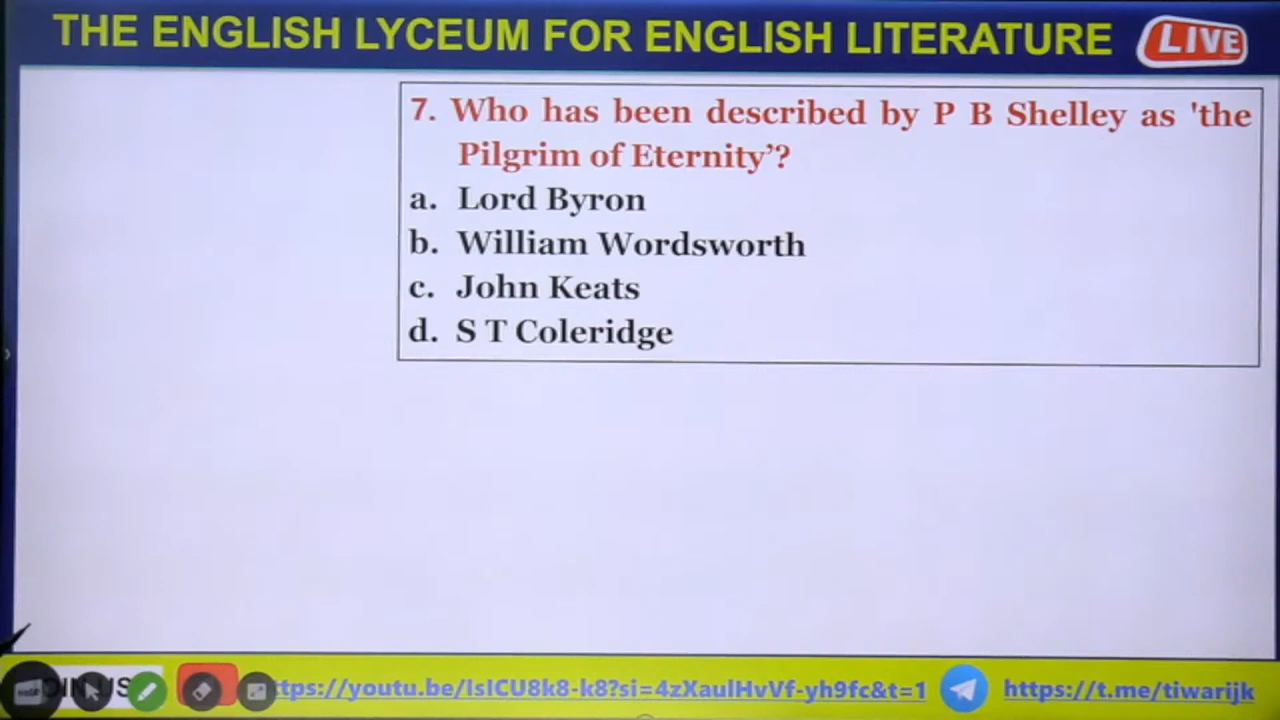 THE ENGLISH LYCEUM FOR ENGLISH LITERATURE LIVE
7. Who has been described by P B Shelley as 'the
Pilgrim of Eternity’?
a. Lord Byron
b. William Wordsworth
c. John Keats
d. S T Coleridge
ttps://youtu.be/IsICU8k8-k8?si=4zXaulHvVf-yh9fc&t=1 https://t.me/tiwarijk